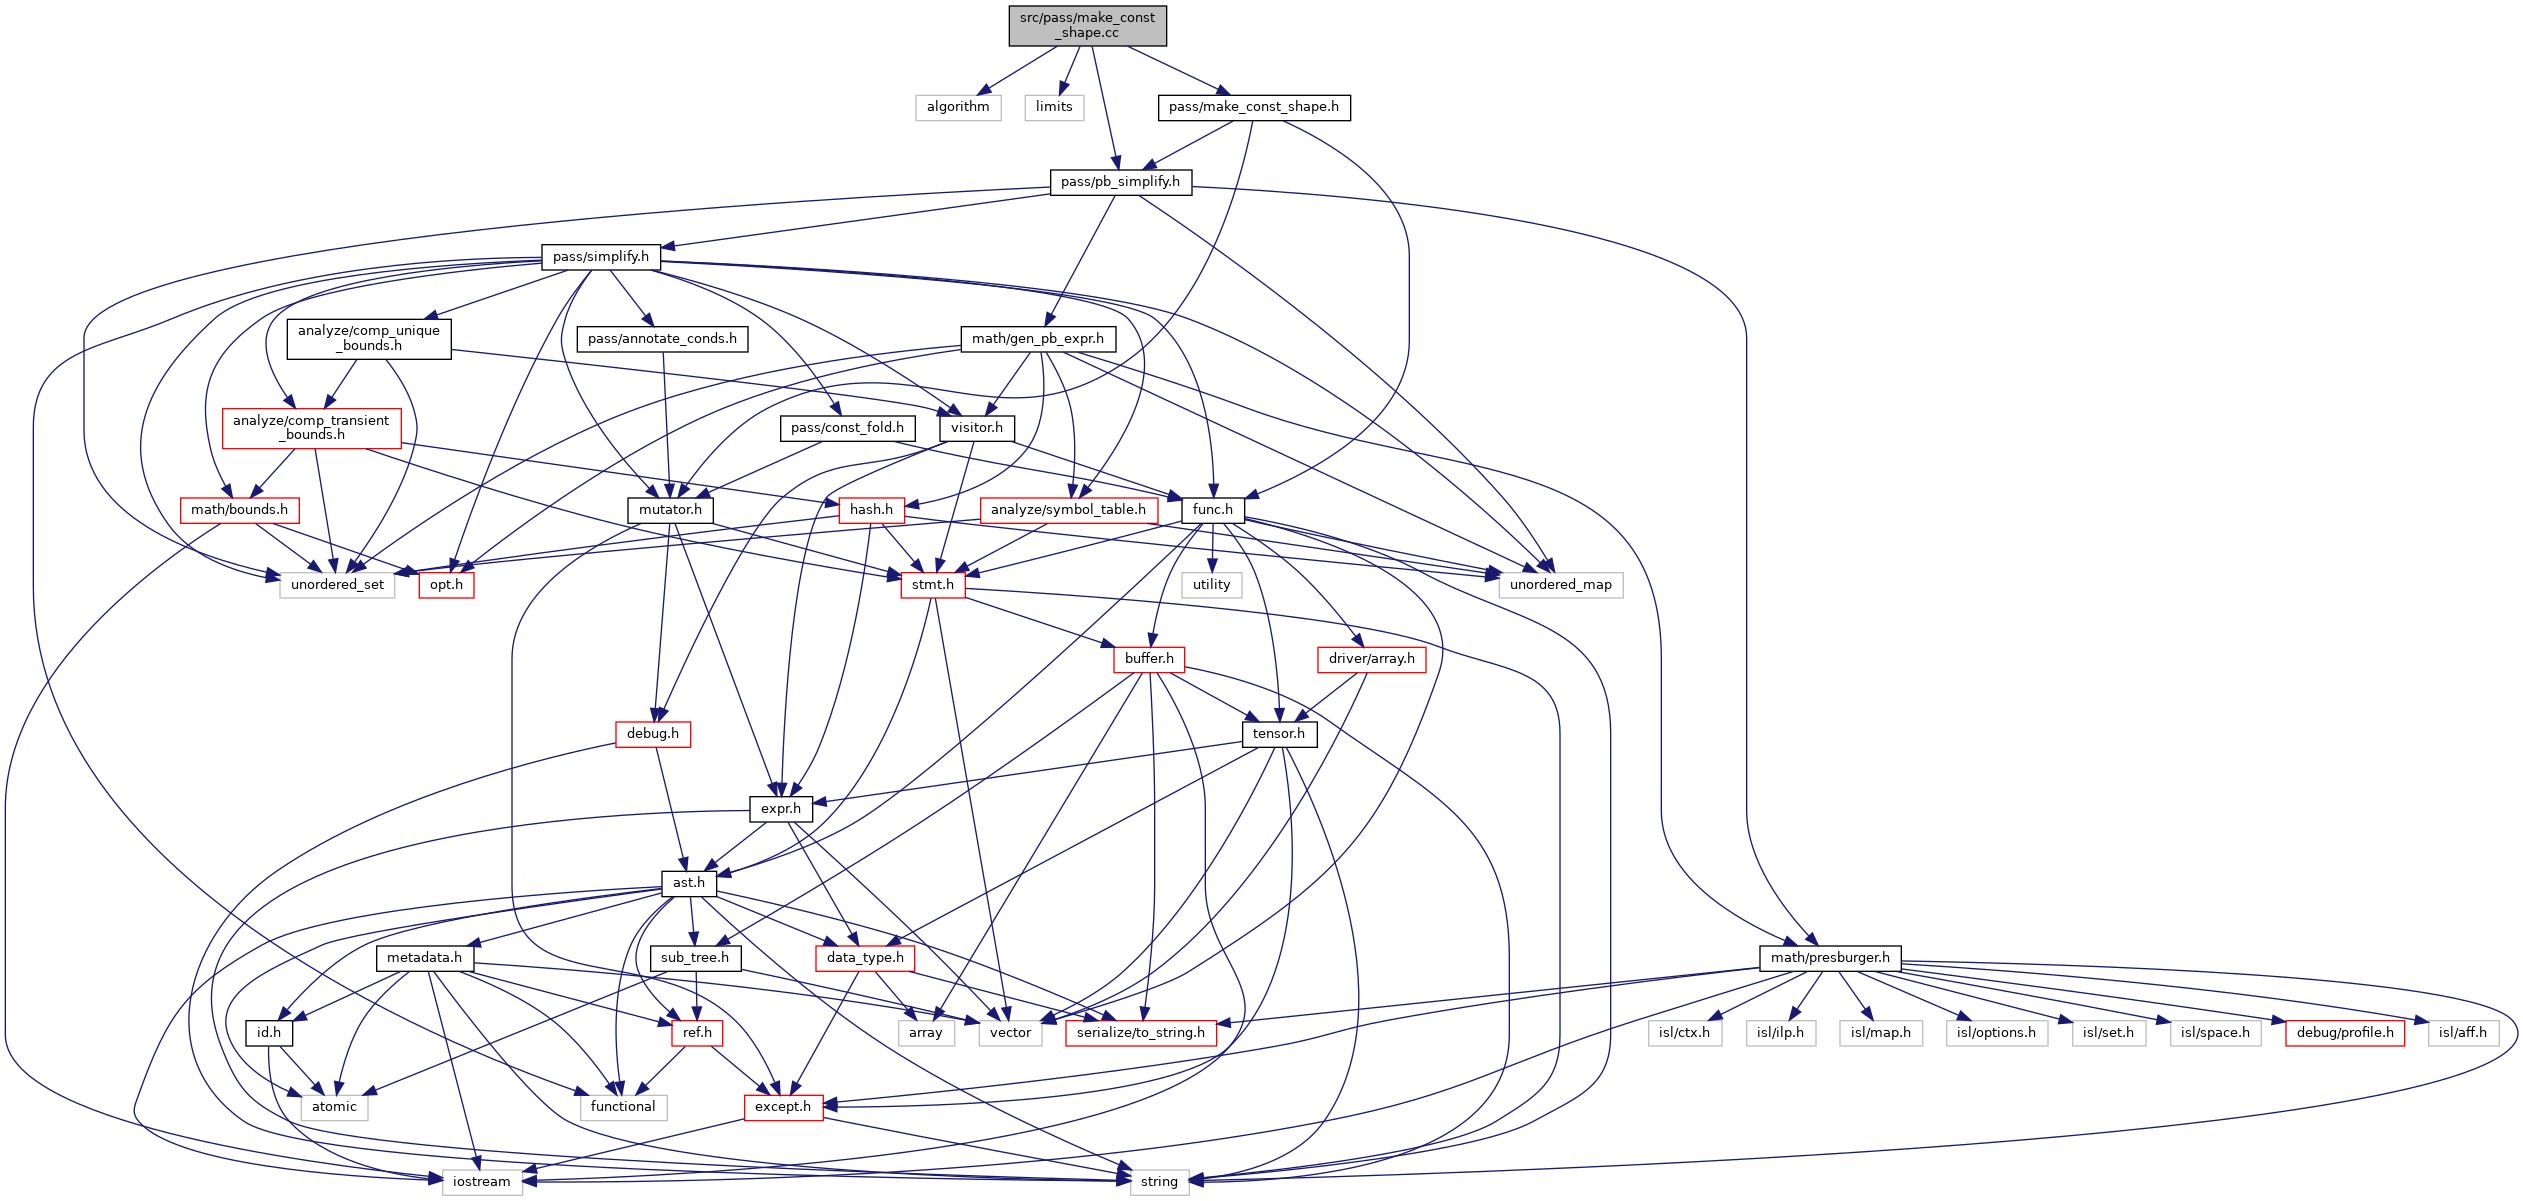 src/pass/make_const
_shape.cc
algorithm
limits
pass/make_const_shape.h
pass/pb_simplify.h
pass/simplify.h
analyze/comp_unique
_bounds.h
pass/annotate_conds.h
math/gen_pb_expr.h
analyze/comp_transient
_bounds.h
pass/const_fold.h
visitor.h
math/bounds.h
mutator.h
hash.h
analyze/symbol_table.h
func.h
unordered_set
opt.h
stmt.h
utility
unordered_map
buffer.h
driver/array.h
debug.h
tensor.h
expr.h
ast.h
metadata.h
sub_tree.h
data_type.h
math/presburger.h
id.h
ref.h
array
vector
serialize/to_string.h
isl/ctx.h
isl/ilp.h
isl/map.h
isl/options.h
isl/set.h
isl/space.h
debug/profile.h
isl/aff.h
atomic
functional
except.h
iostream
string